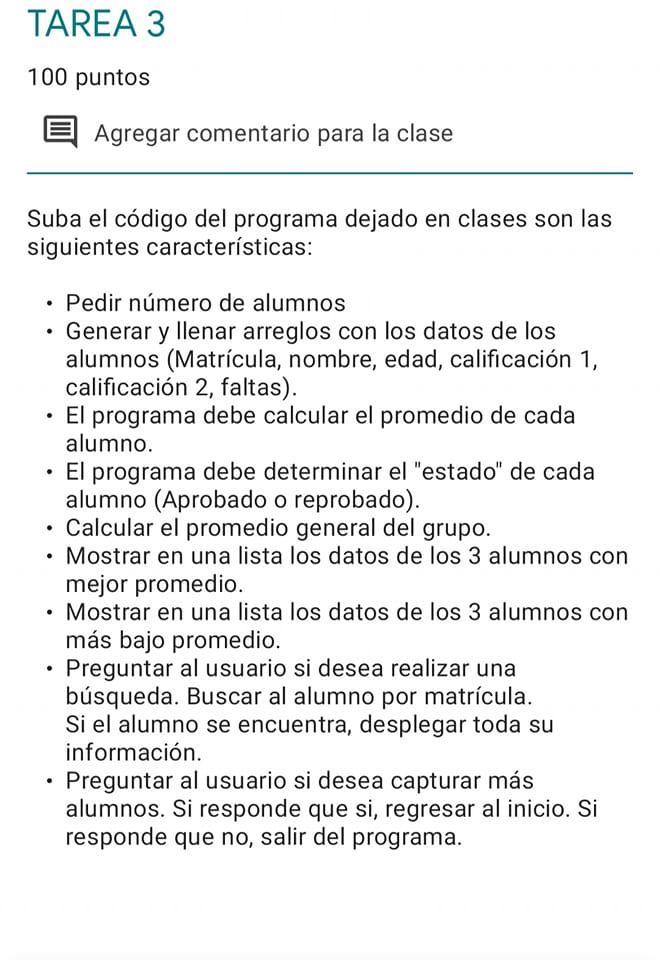 TAREA 3
100 puntos
Agregar comentario para la clase
Suba el código del programa dejado en clases son las
siguientes características:
• Pedir número de alumnos
• Generar y llenar arreglos con los datos de los
alumnos (Matrícula, nombre, edad, calificación 1,
calificación 2, faltas).
• El programa debe calcular el promedio de cada
alumno.
• El programa debe determinar el "estado" de cada
alumno (Aprobado o reprobado).
• Calcular el promedio general del grupo.
• Mostrar en una lista los datos de los 3 alumnos con
mejor promedio.
• Mostrar en una lista los datos de los 3 alumnos con
más bajo promedio.
• Preguntar al usuario si desea realizar una
búsqueda. Buscar al alumno por matrícula.
Si el alumno se encuentra, desplegar toda su
información.
• Preguntar al usuario si desea capturar más
alumnos. Si responde que si, regresar al inicio. Si
responde que no, salir del programa.